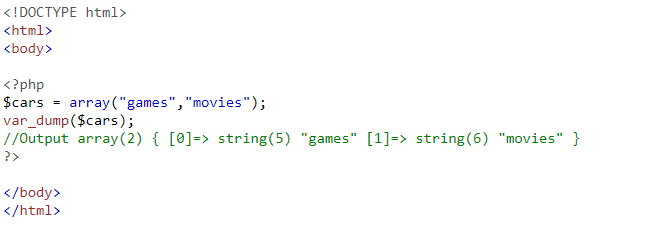 <!DOCTYPE html>
<html>
<body>
<?php
$cars = array("games","movies");
var_dump($cars);
//Output array(2) { [0]=> string(5) "games" [1]=> string(6) "movies" }
?>
</body>
</html>